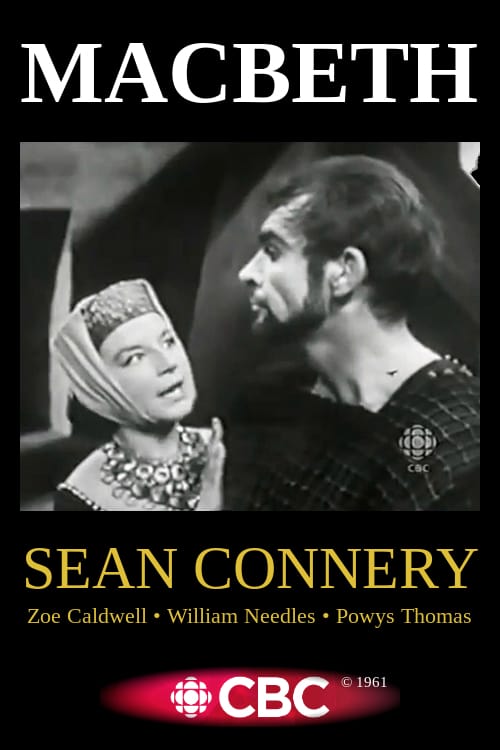 MACBETH
CBC
SEAN CONNERY
Zoe Caldwell • William Needles • Powys Thomas
CBC
© 1961